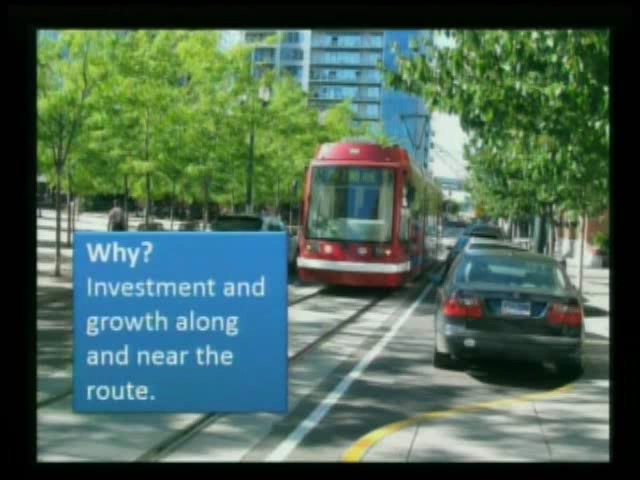 Why?
Investment and
growth along
and near the
route.